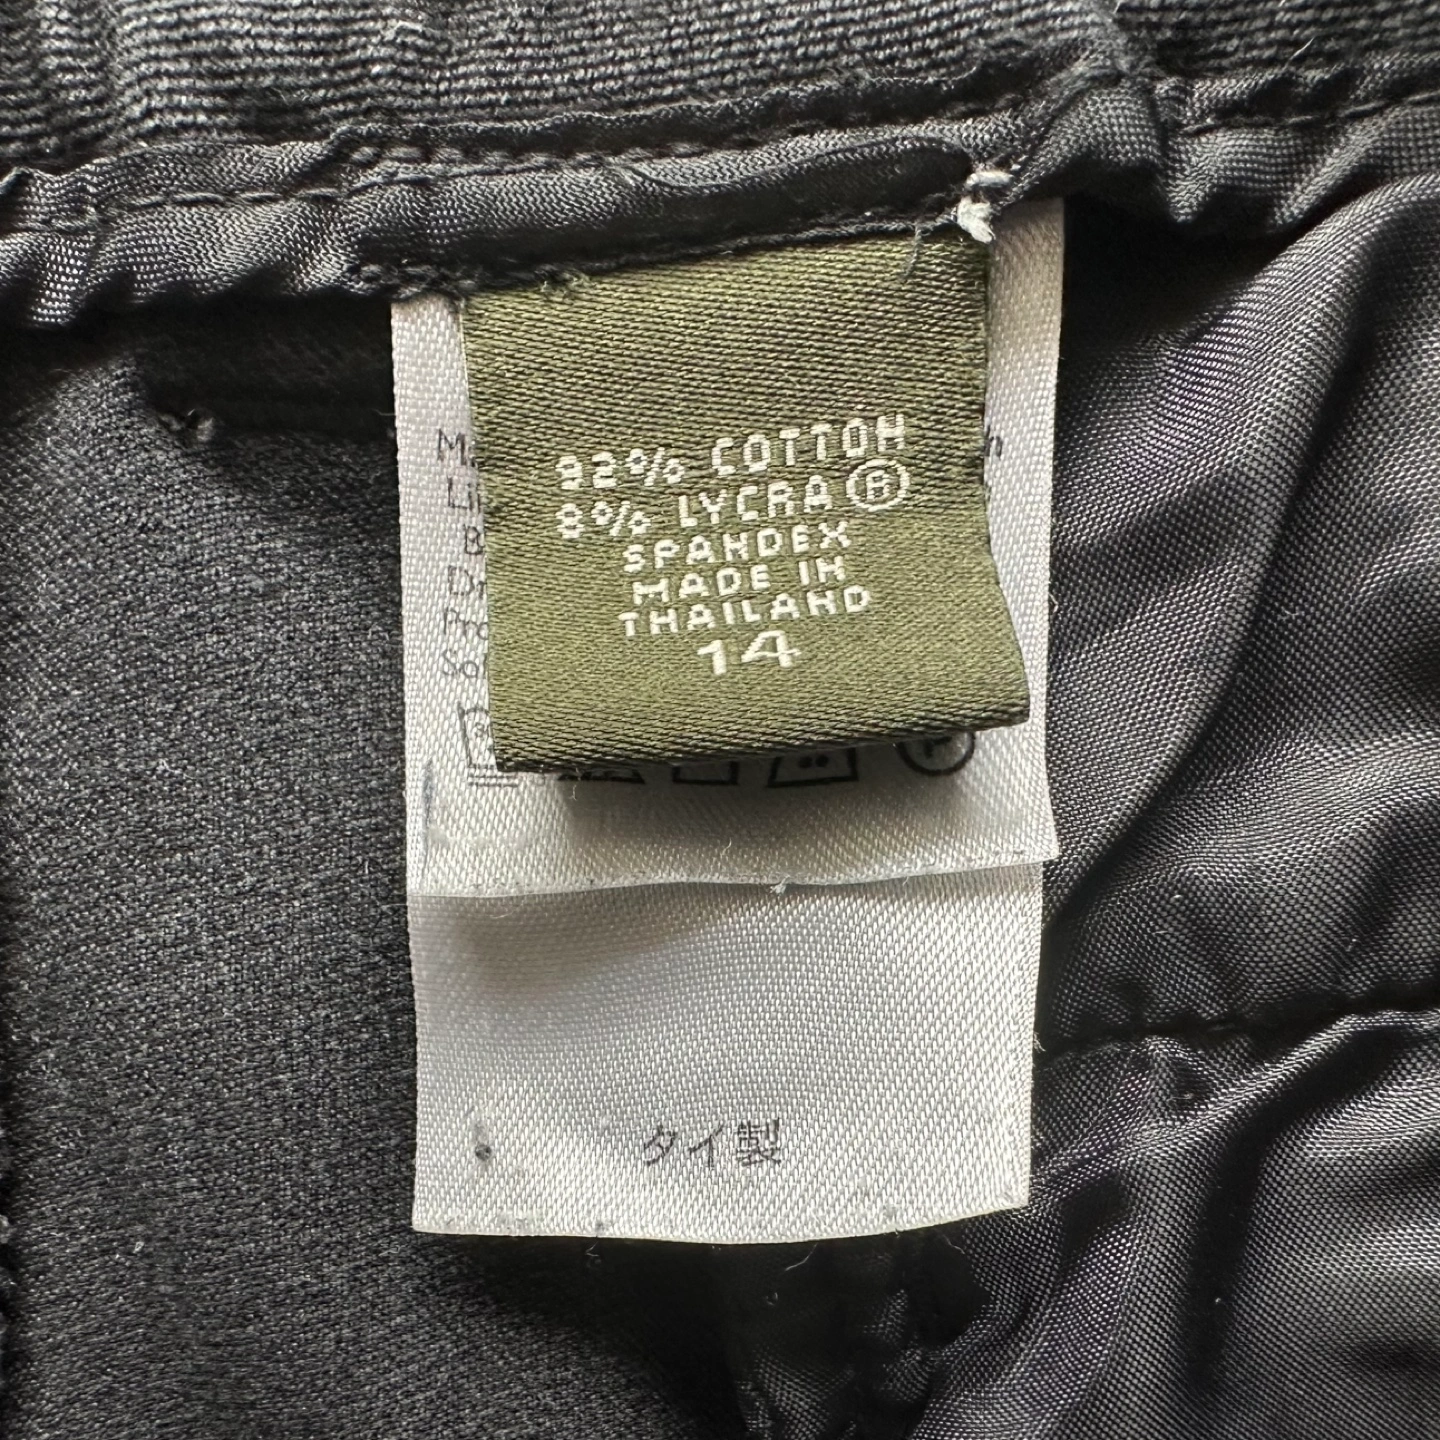 92% COTTON
8% LYCRA ®
SPANDEX
MADE IN
THAILAND
14
タイ製